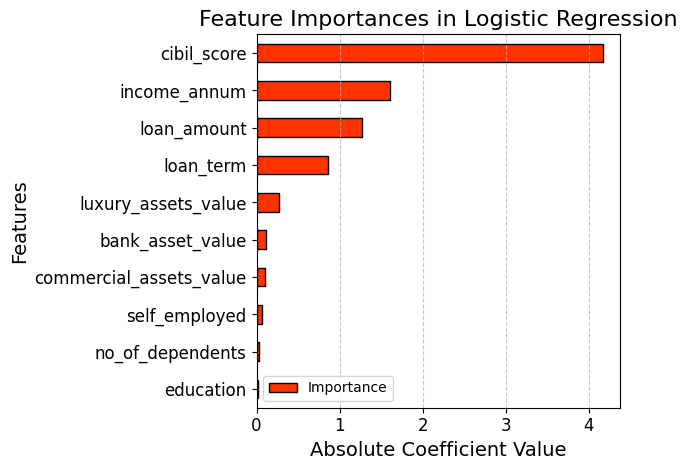 Feature Importances in Logistic Regression
Features
cibil_score
income_annum
loan_amount
loan_term
luxury_assets_value
bank_asset_value
commercial_assets_value
self_employed
no_of_dependents
education
Importance
0 1 2 3 4
Absolute Coefficient Value